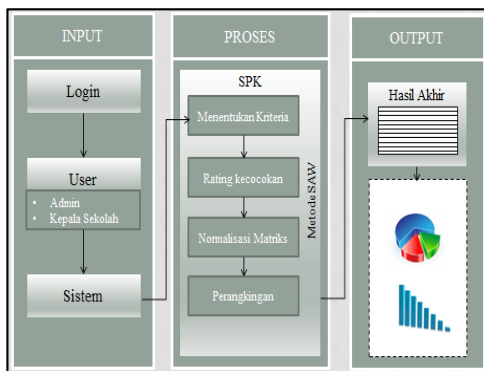 INPUT
Login
User
• Admin
• Kepala Sekolah
Sistem
PROSES
SPK
Menentukan Kriteria
Rating kecocokan
Normalisasi Matriks
Perangkingan
Metode SAW
OUTPUT
Hasil Akhir